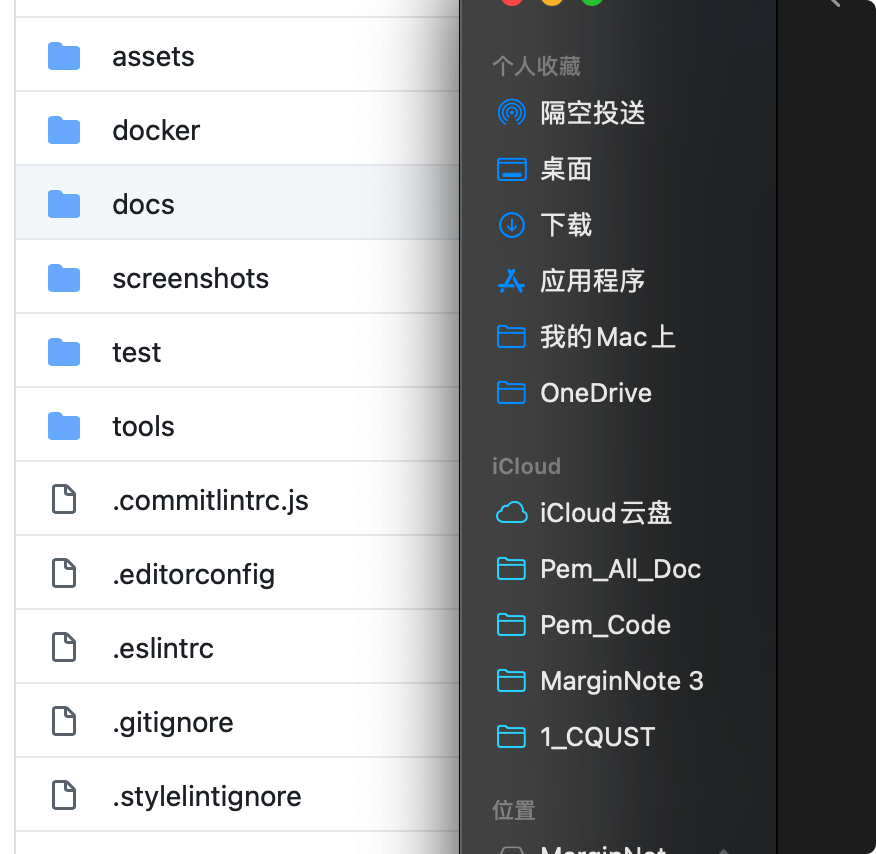 assets
docker
docs
screenshots
test
tools
.commitlintrc.js
.editorconfig
.eslintrc
.gitignore
.stylelintignore
个人收藏
隔空投送
桌面
下载
应用程序
我的Mac上
OneDrive
iCloud
iCloud云盘
Pem_All_Doc
Pem_Code
MarginNote 3
1_CQUST
位置
MarginNot